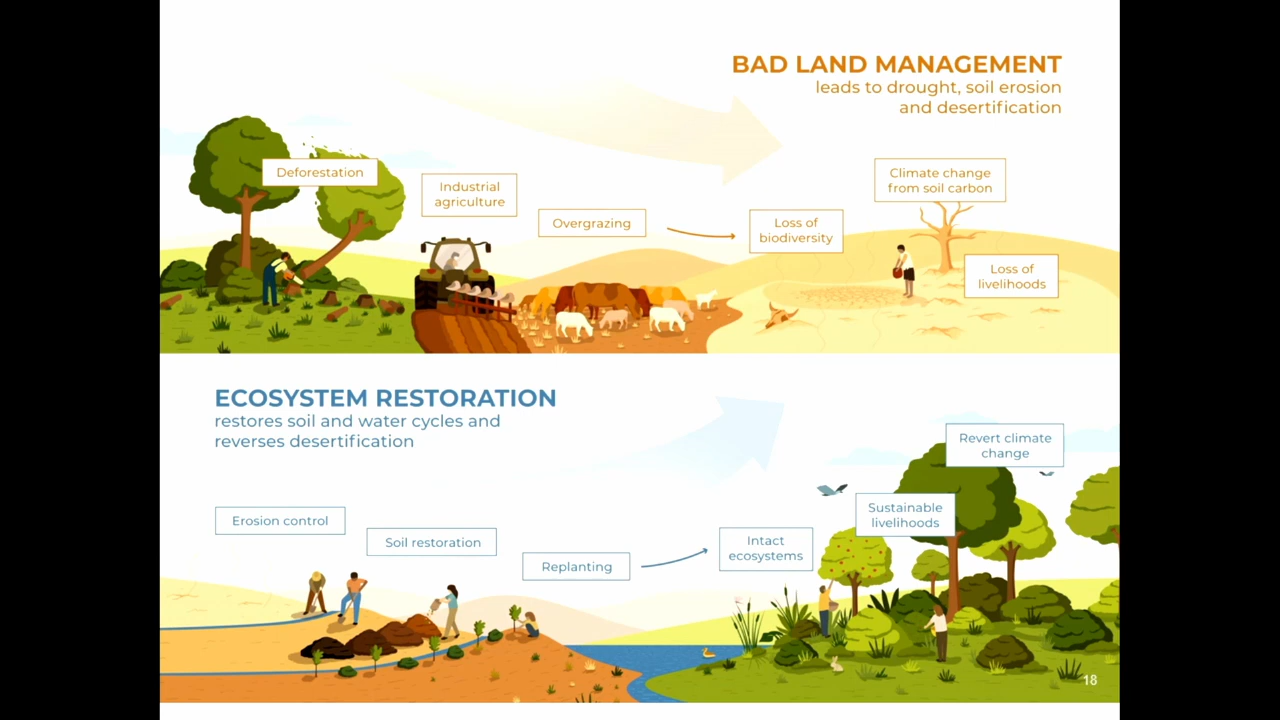 BAD LAND MANAGEMENT
leads to drought, soil erosion
and desertification
Deforestation
Industrial
agriculture
Overgrazing
Loss of
biodiversity
Climate change
from soil carbon
Loss of
livelihoods
ECOSYSTEM RESTORATION
restores soil and water cycles and
reverses desertification
Erosion control
Soil restoration
Replanting
Intact
ecosystems
Sustainable
livelihoods
Revert climate
change
18